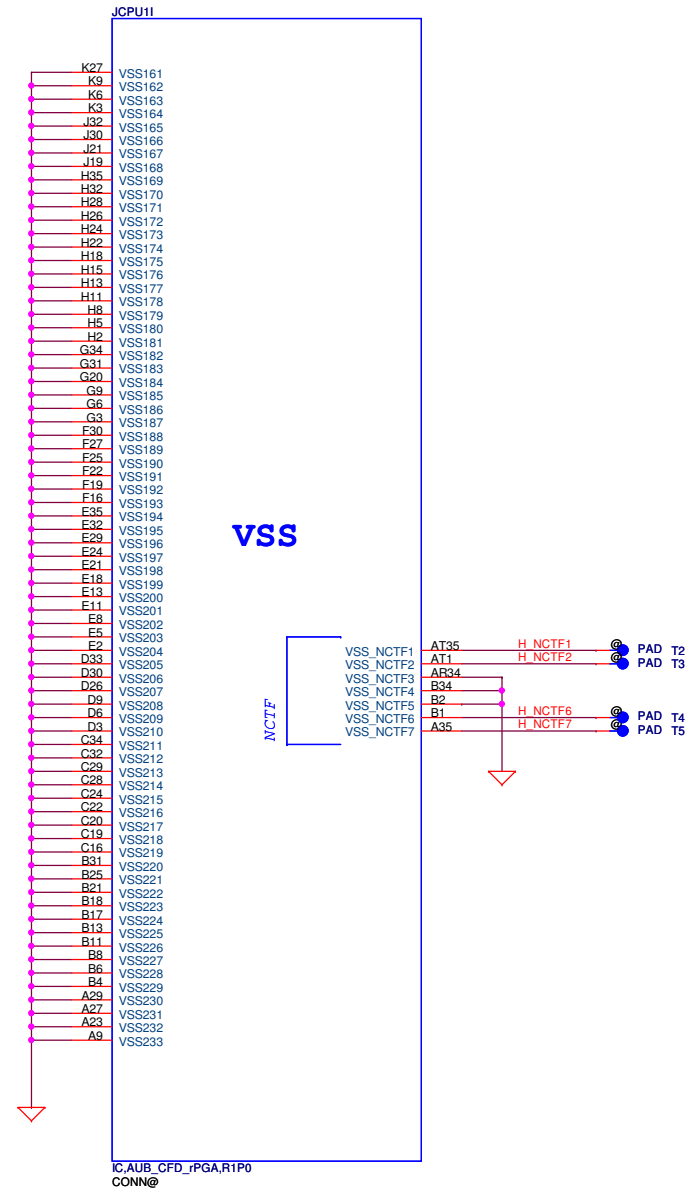 JCPU1I
K27 VSS161
K9 VSS162
K6 VSS163
K3 VSS164
J32 VSS165
J30 VSS166
J21 VSS167
J19 VSS168
H35 VSS169
H32 VSS170
H28 VSS171
H26 VSS172
H24 VSS173
H22 VSS174
H18 VSS175
H15 VSS176
H13 VSS177
H11 VSS178
H8 VSS179
H5 VSS180
H2 VSS181
G34 VSS182
G31 VSS183
G20 VSS184
G9 VSS185
G6 VSS186
G3 VSS187
F30 VSS188
F27 VSS189
F25 VSS190
F22 VSS191
F19 VSS192
F16 VSS193
E35 VSS194
E32 VSS195
E29 VSS196
E24 VSS197
E21 VSS198
E18 VSS199
E13 VSS200
E11 VSS201
E8 VSS202
E5 VSS203
E2 VSS204
D33 VSS205
D30 VSS206
D26 VSS207
D9 VSS208
D6 VSS209
D3 VSS210
C34 VSS211
C32 VSS212
C29 VSS213
C28 VSS214
C24 VSS215
C22 VSS216
C20 VSS217
C19 VSS218
C16 VSS219
B31 VSS220
B25 VSS221
B21 VSS222
B18 VSS223
B17 VSS224
B13 VSS225
B11 VSS226
B8 VSS227
B6 VSS228
B4 VSS229
A29 VSS230
A27 VSS231
A23 VSS232
A9 VSS233
VSS
NCTF
VSS_NCTF1 AT35 H_NCTF1 @ PAD T2
VSS_NCTF2 AT1 H_NCTF2 @ PAD T3
VSS_NCTF3 AR34
VSS_NCTF4 B34
VSS_NCTF5 B2
VSS_NCTF6 B1 H_NCTF6 @ PAD T4
VSS_NCTF7 A35 H_NCTF7 @ PAD T5
IC,AUB_CFD_rPGA,R1P0
CONN@